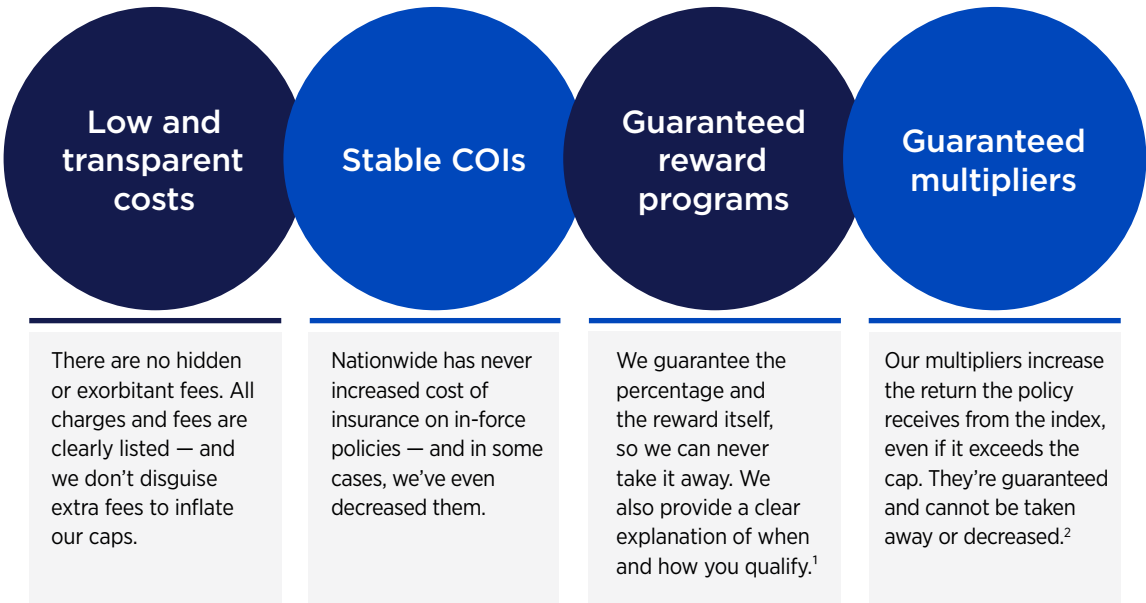 Low and
transparent
costs
Stable COIs
Guaranteed
reward
programs
Guaranteed
multipliers
There are no hidden
or exorbitant fees. All
charges and fees are
clearly listed — and
we don’t disguise
extra fees to inflate
our caps.
Nationwide has never
increased cost of
insurance on in-force
policies — and in some
cases, we’ve even
decreased them.
We guarantee the
percentage and
the reward itself,
so we can never
take it away. We
also provide a clear
explanation of when
and how you qualify.¹
Our multipliers increase
the return the policy
receives from the index,
even if it exceeds the
cap. They’re guaranteed
and cannot be taken
away or decreased.²